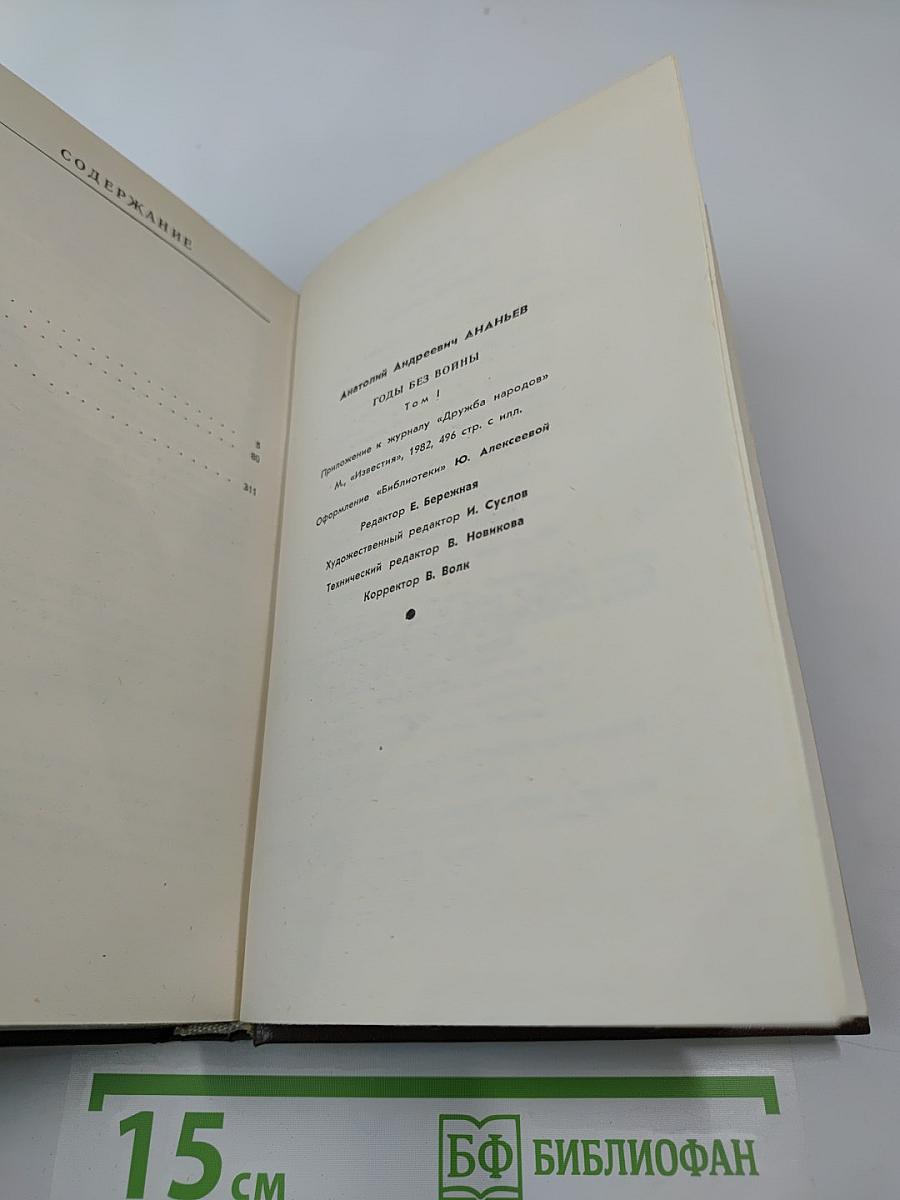 СОДЕРЖАНИЕ
5
80
311
Анатолий Андреевич АНАНЬЕВ
ГОДЫ БЕЗ ВОЙНЫ
Том I
Приложение к журналу «Дружба народов»
М., «Известия», 1982, 496 стр. с илл.
Оформление «Библиотеки» Ю. Алексеевой
Редактор Е. Бережная
Художественный редактор И. Суслов
Технический редактор В. Новикова
Корректор В. Волк
15 см
БФ БИБЛИОФАН